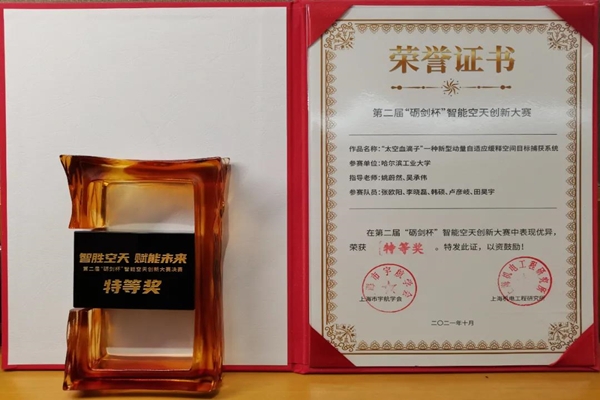 智胜空天 赋能未来
第二届“砺剑杯”智能空天创新大赛决赛
特等奖
荣誉证书
第二届“砺剑杯”智能空天创新大赛
作品名称:“太空血滴子”一种新型动量自适应缓释空间目标捕获系统
参赛单位:哈尔滨工业大学
指导老师:姚蔚然、吴承伟
参赛队员:张欧阳、李晓磊、韩硕、卢彦岐、田昊宇
在第二届“砺剑杯”智能空天创新大赛中表现优异,
荣获(特等奖)。特发此证,以资鼓励!
上海市宇航学会
上海机电工程研究所
二〇二一年十月